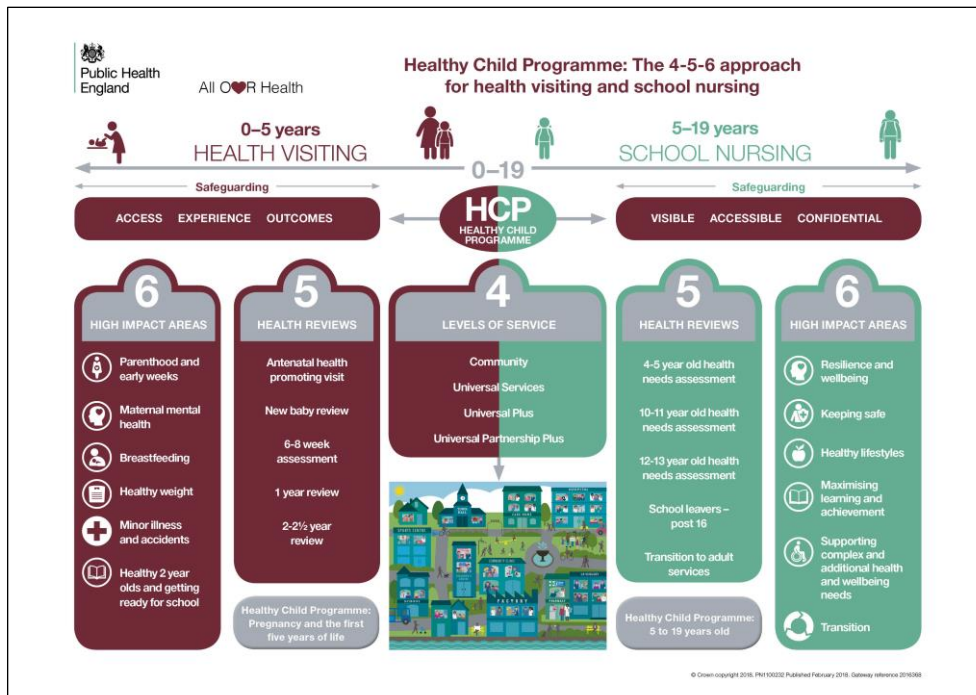 Public Health
England
All OUR Health
Healthy Child Programme: The 4-5-6 approach
for health visiting and school nursing
0–5 years
HEALTH VISITING
5–19 years
SCHOOL NURSING
0–19
Safeguarding
Safeguarding
ACCESS EXPERIENCE OUTCOMES
HCP
HEALTHY CHILD
PROGRAMME
VISIBLE ACCESSIBLE CONFIDENTIAL
6
HIGH IMPACT AREAS
Parenthood and
early weeks
Maternal mental
health
Breastfeeding
Healthy weight
Minor illness
and accidents
Healthy 2 year
olds and getting
ready for school
5
HEALTH REVIEWS
Antenatal health
promoting visit
New baby review
6-8 week
assessment
1 year review
2-2½ year
review
Healthy Child Programme:
Pregnancy and the first
five years of life
4
LEVELS OF SERVICE
Community
Universal Services
Universal Plus
Universal Partnership Plus
FACTORY
5
HEALTH REVIEWS
4-5 year old health
needs assessment
10-11 year old health
needs assessment
12-13 year old health
needs assessment
School leavers –
post 16
Transition to adult
services
Healthy Child Programme:
5 to 19 years old
6
HIGH IMPACT AREAS
Resilience and
wellbeing
Keeping safe
Healthy lifestyles
Maximising
learning and
achievement
Supporting
complex and
additional health
and wellbeing
needs
Transition
© Crown copyright 2018. PN1100232 Published February 2018. Gateway reference 2016368